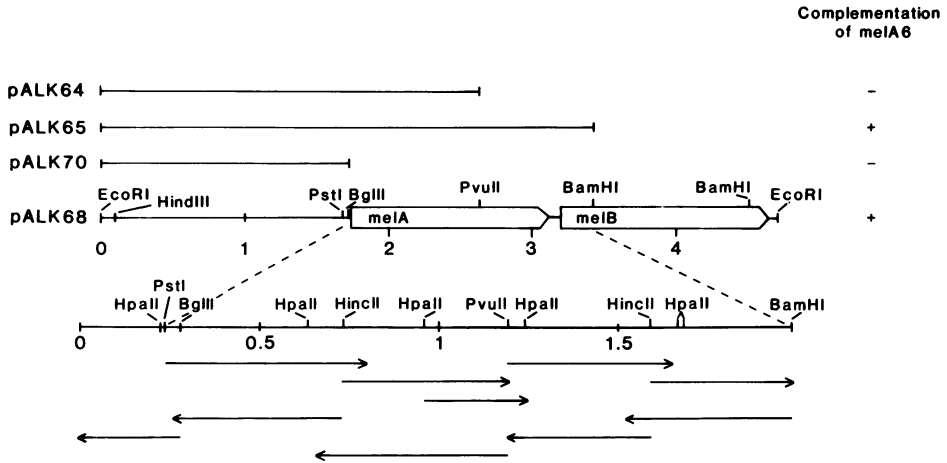 Complementation
of melA6
pALK64 -
pALK65 +
pALK70 -
EcoRI HindIII PstI BglII PvuII BamHI BamHI EcoRI
pALK68 melA melB +
0 1 2 3 4
HpaII PstI BglII HpaII HincII HpaII PvuII HpaII HincII HpaII BamHI
0 0.5 1.0 1.5